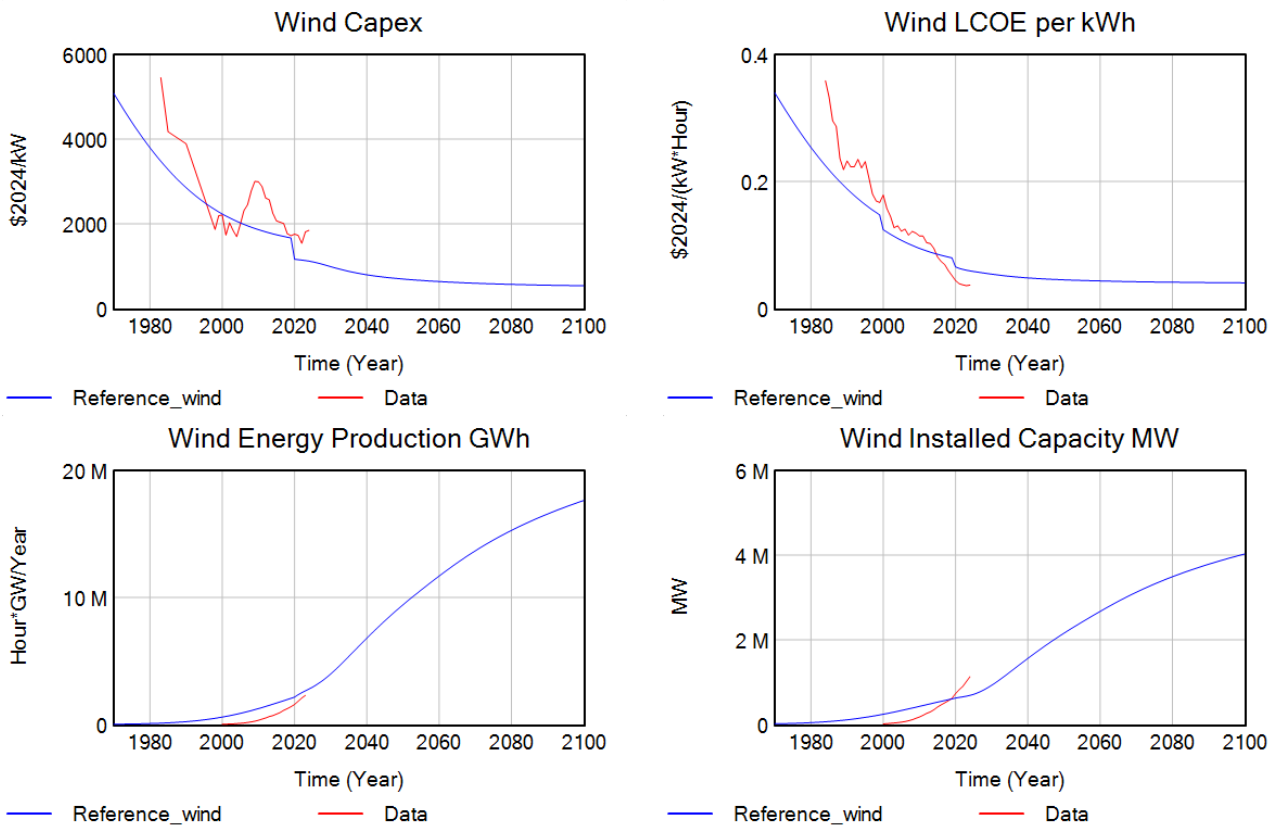 Wind Capex
6000
4000
2000
0
$2024/kW
1980 2000 2020 2040 2060 2080 2100
Time (Year)
Reference_wind Data
Wind LCOE per kWh
0.4
0.2
0
$2024/(kW*Hour)
1980 2000 2020 2040 2060 2080 2100
Time (Year)
Reference_wind Data
Wind Energy Production GWh
20 M
10 M
0
Hour*GW/Year
1980 2000 2020 2040 2060 2080 2100
Time (Year)
Reference_wind Data
Wind Installed Capacity MW
6 M
4 M
2 M
0
MW
1980 2000 2020 2040 2060 2080 2100
Time (Year)
Reference_wind Data